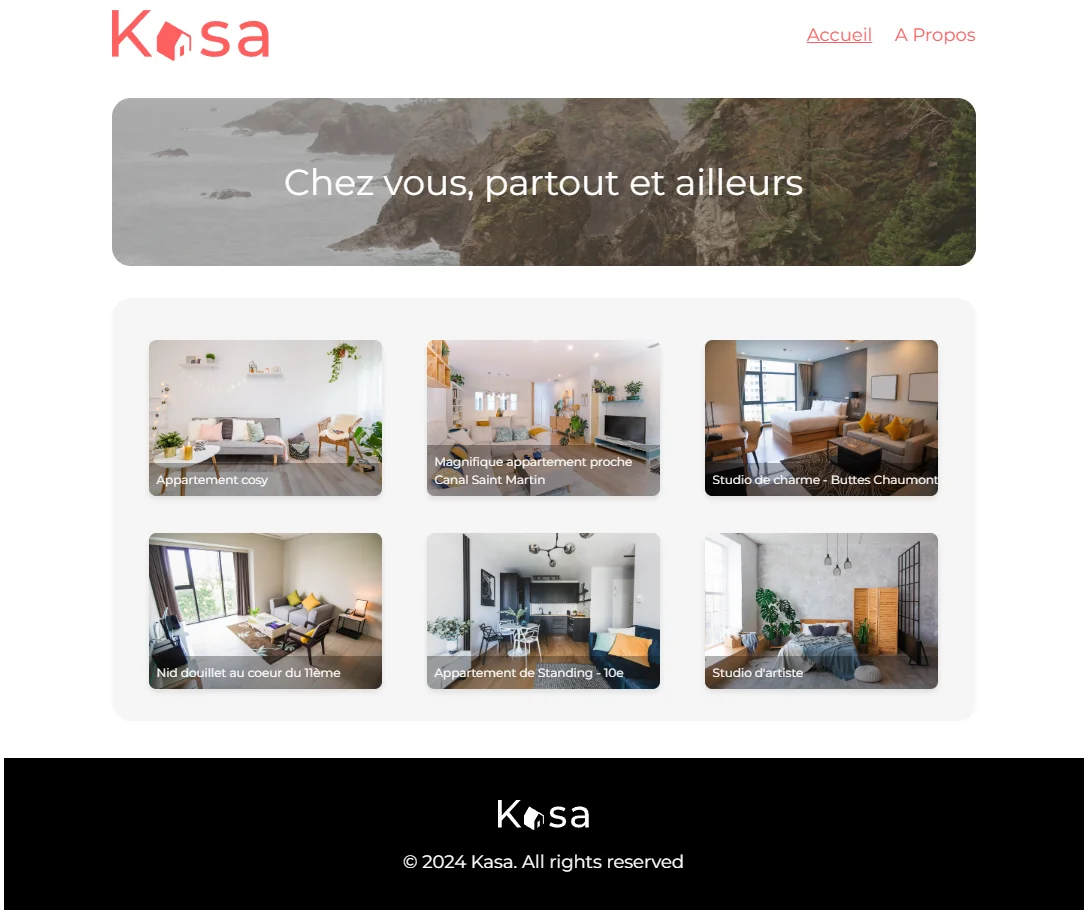 Kasa
Accueil A Propos
Chez vous, partout et ailleurs
Appartement cosy
Magnifique appartement proche
Canal Saint Martin
Studio de charme - Buttes Chaumont
Nid douillet au coeur du 11ème
Appartement de Standing - 10e
Studio d'artiste
Kasa
© 2024 Kasa. All rights reserved